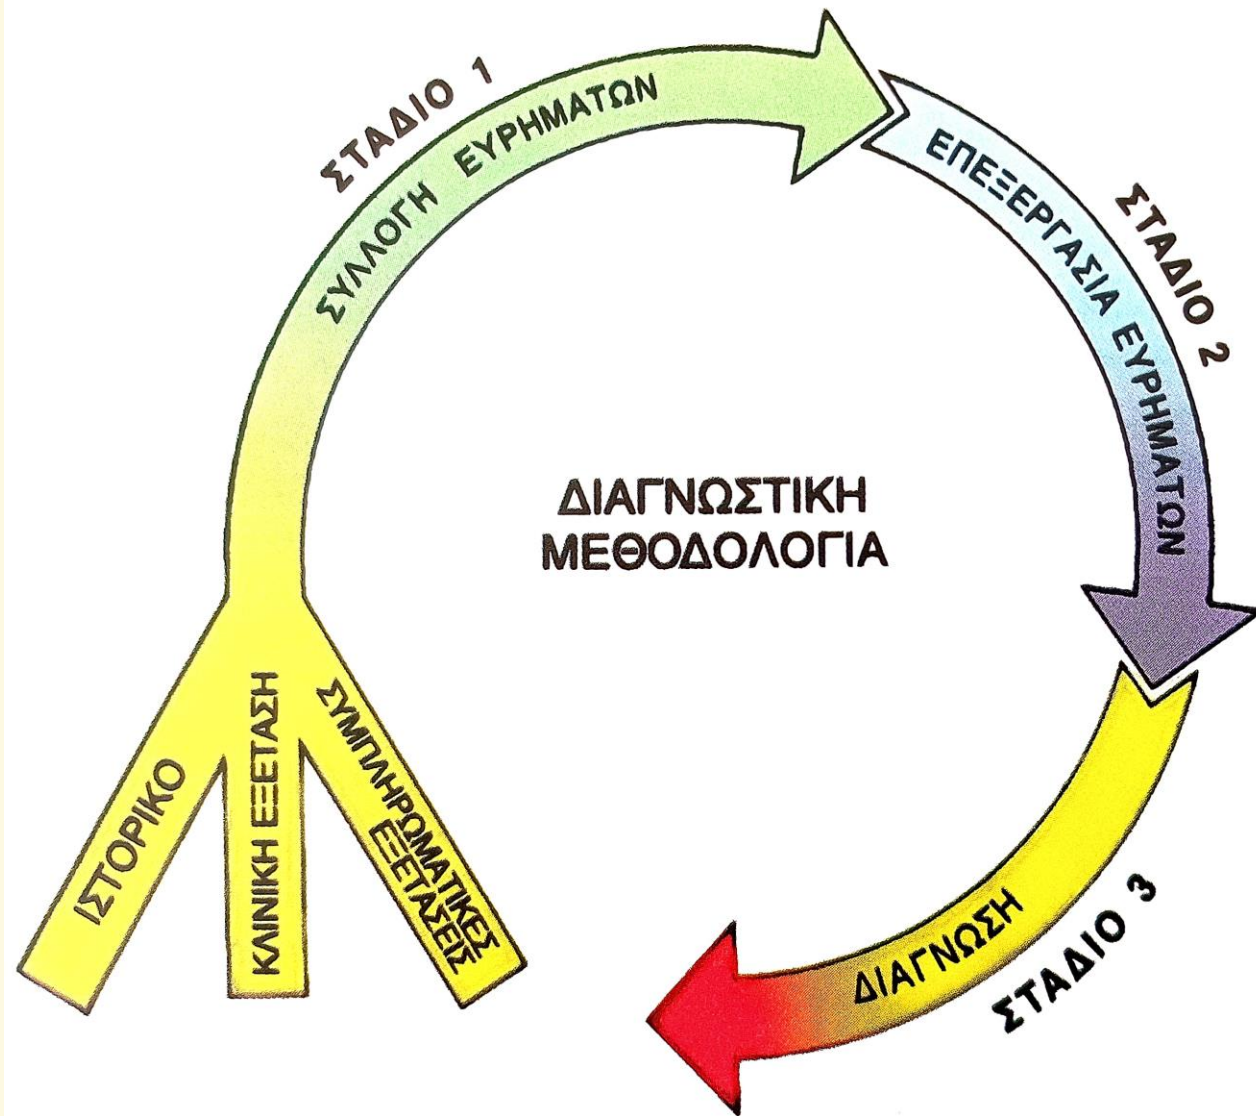 ΣΤΑΔΙΟ 1
ΣΥΛΛΟΓΗ ΕΥΡΗΜΑΤΩΝ
ΣΤΑΔΙΟ 2
ΕΠΕΞΕΡΓΑΣΙΑ ΕΥΡΗΜΑΤΩΝ
ΔΙΑΓΝΩΣΤΙΚΗ
ΜΕΘΟΔΟΛΟΓΙΑ
ΙΣΤΟΡΙΚΟ
ΚΛΙΝΙΚΗ ΕΞΕΤΑΣΗ
ΣΥΜΠΛΗΡΩΜΑΤΙΚΕΣ
ΕΞΕΤΑΣΕΙΣ
ΔΙΑΓΝΩΣΗ
ΣΤΑΔΙΟ 3